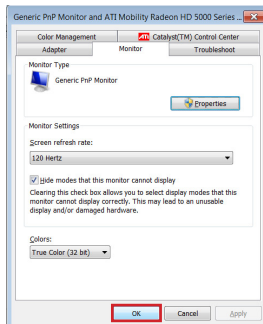 Generic PnP Monitor and ATI Mobility Radeon HD 5000 Series ...
Color Management
ATI Catalyst(TM) Control Center
Adapter
Monitor
Troubleshoot
Monitor Type
Generic PnP Monitor
Properties
Monitor Settings
Screen refresh rate:
120 Hertz
Hide modes that this monitor cannot display
Clearing this check box allows you to select display modes that this
monitor cannot display correctly. This may lead to an unusable
display and/or damaged hardware.
Colors:
True Color (32 bit)
OK
Cancel
Apply